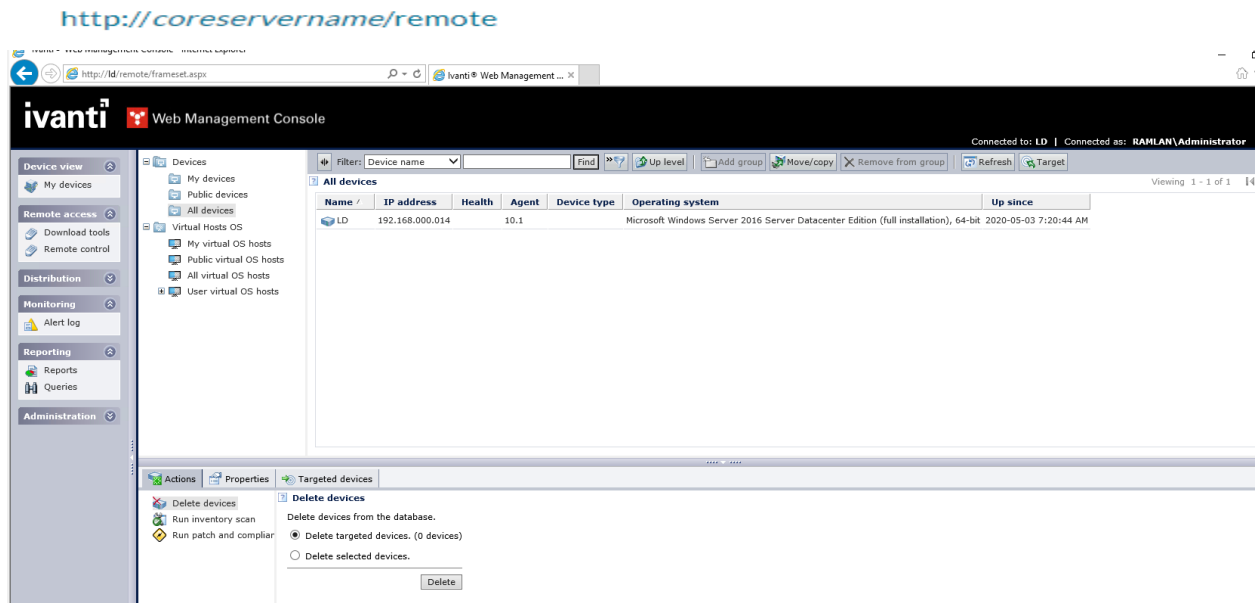 http://coreservername/remote
ivanti® Web Management Console - Internet Explorer
http://ld/remote/frameset.aspx
Ivanti® Web Management ...
ivanti
Web Management Console
Connected to: LD | Connected as: RAMLAN\Administrator
Device view
My devices
Remote access
Download tools
Remote control
Distribution
Monitoring
Alert log
Reporting
Reports
Queries
Administration
Devices
My devices
Public devices
All devices
Virtual Hosts OS
My virtual OS hosts
Public virtual OS hosts
All virtual OS hosts
User virtual OS hosts
Filter: Device name Find Up level Add group Move/copy Remove from group Refresh Target
All devices Viewing 1 - 1 of 1
Name IP address Health Agent Device type Operating system Up since
LD 192.168.000.014 10.1 Microsoft Windows Server 2016 Server Datacenter Edition (full installation), 64-bit 2020-05-03 7:20:44 AM
Actions Properties Targeted devices
Delete devices
Run inventory scan
Run patch and complian
Delete devices
Delete devices from the database.
Delete targeted devices. (0 devices)
Delete selected devices.
Delete